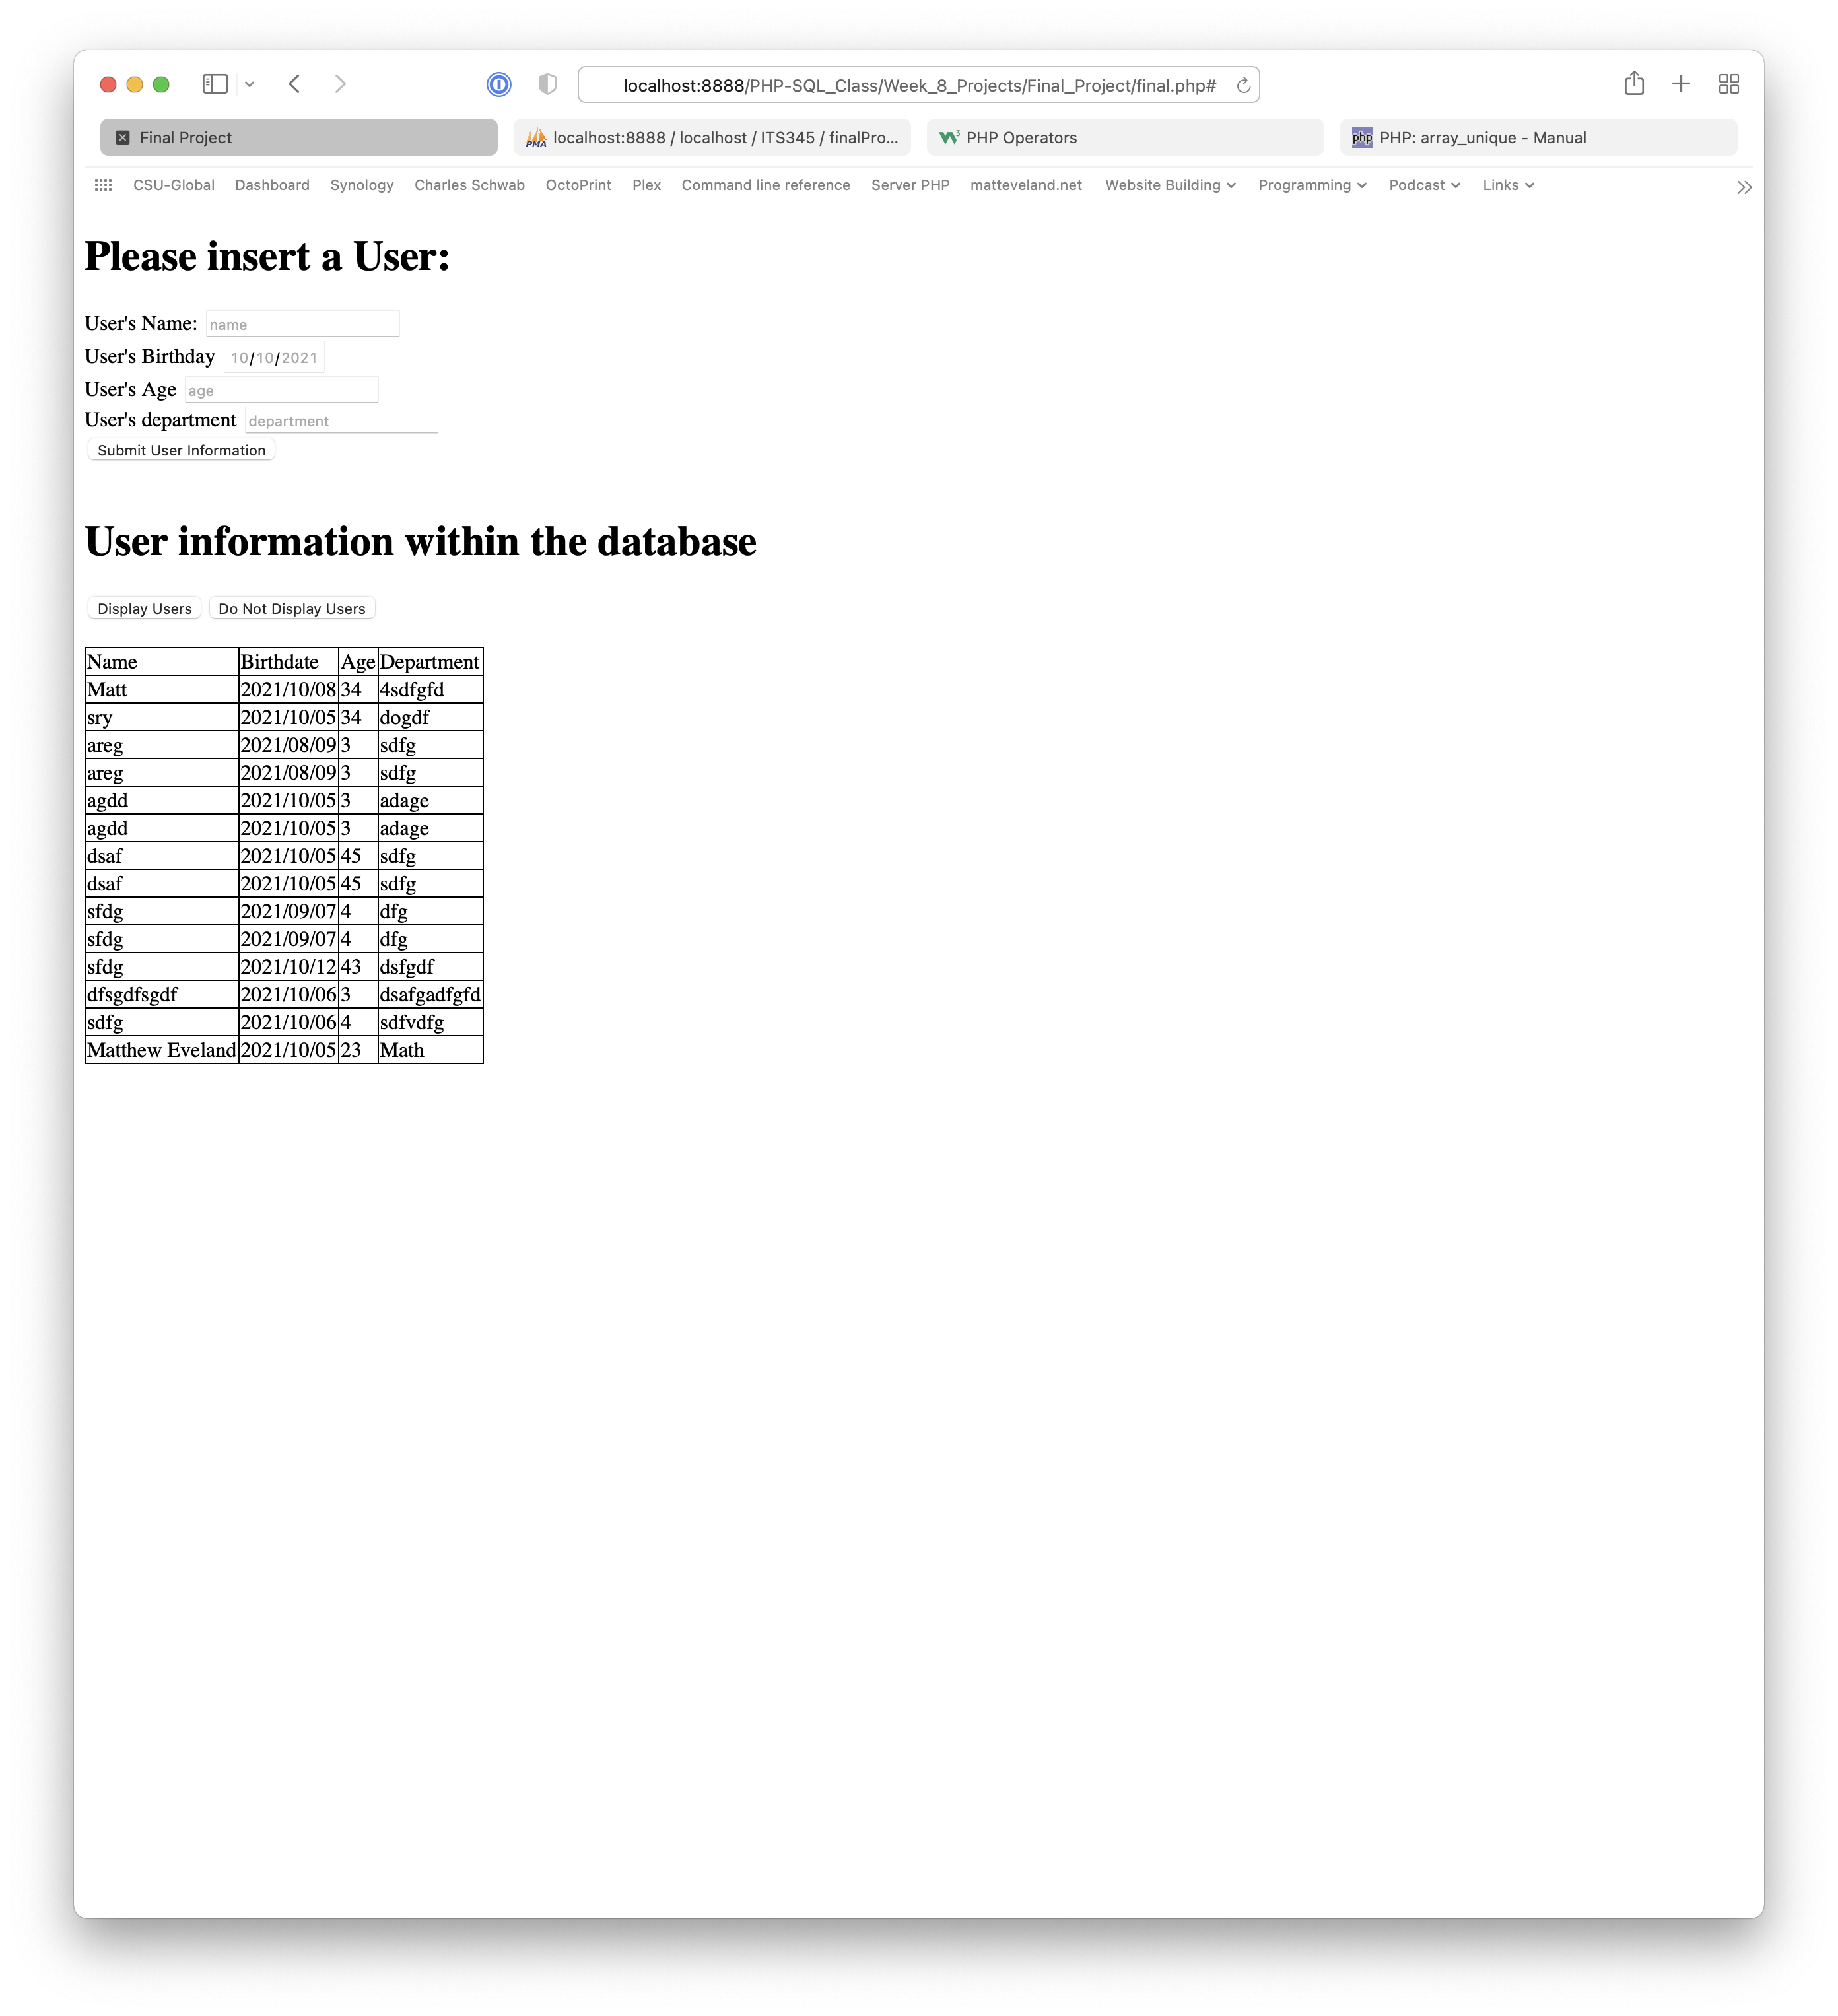 localhost:8888/PHP-SQL_Class/Week_8_Projects/Final_Project/final.php#
Final Project
PMA localhost:8888 / localhost / ITS345 / finalPro...
3 PHP Operators
php PHP: array_unique - Manual
CSU-Global Dashboard Synology Charles Schwab OctoPrint Plex Command line reference Server PHP matteveland.net Website Building Programming Podcast Links
Please insert a User:
User's Name: name
User's Birthday 10/10/2021
User's Age age
User's department department
Submit User Information
User information within the database
Display Users Do Not Display Users
Name Birthdate Age Department
Matt 2021/10/08 34 4sdfgfd
sry 2021/10/05 34 dogdf
areg 2021/08/09 3 sdfg
areg 2021/08/09 3 sdfg
agdd 2021/10/05 3 adage
agdd 2021/10/05 3 adage
dsaf 2021/10/05 45 sdfg
dsaf 2021/10/05 45 sdfg
sfdg 2021/09/07 4 dfg
sfdg 2021/09/07 4 dfg
sfdg 2021/10/12 43 dsfgdf
dfsgdfsgdf 2021/10/06 3 dsafgadfgfd
sdfg 2021/10/06 4 sdfvdfg
Matthew Eveland 2021/10/05 23 Math